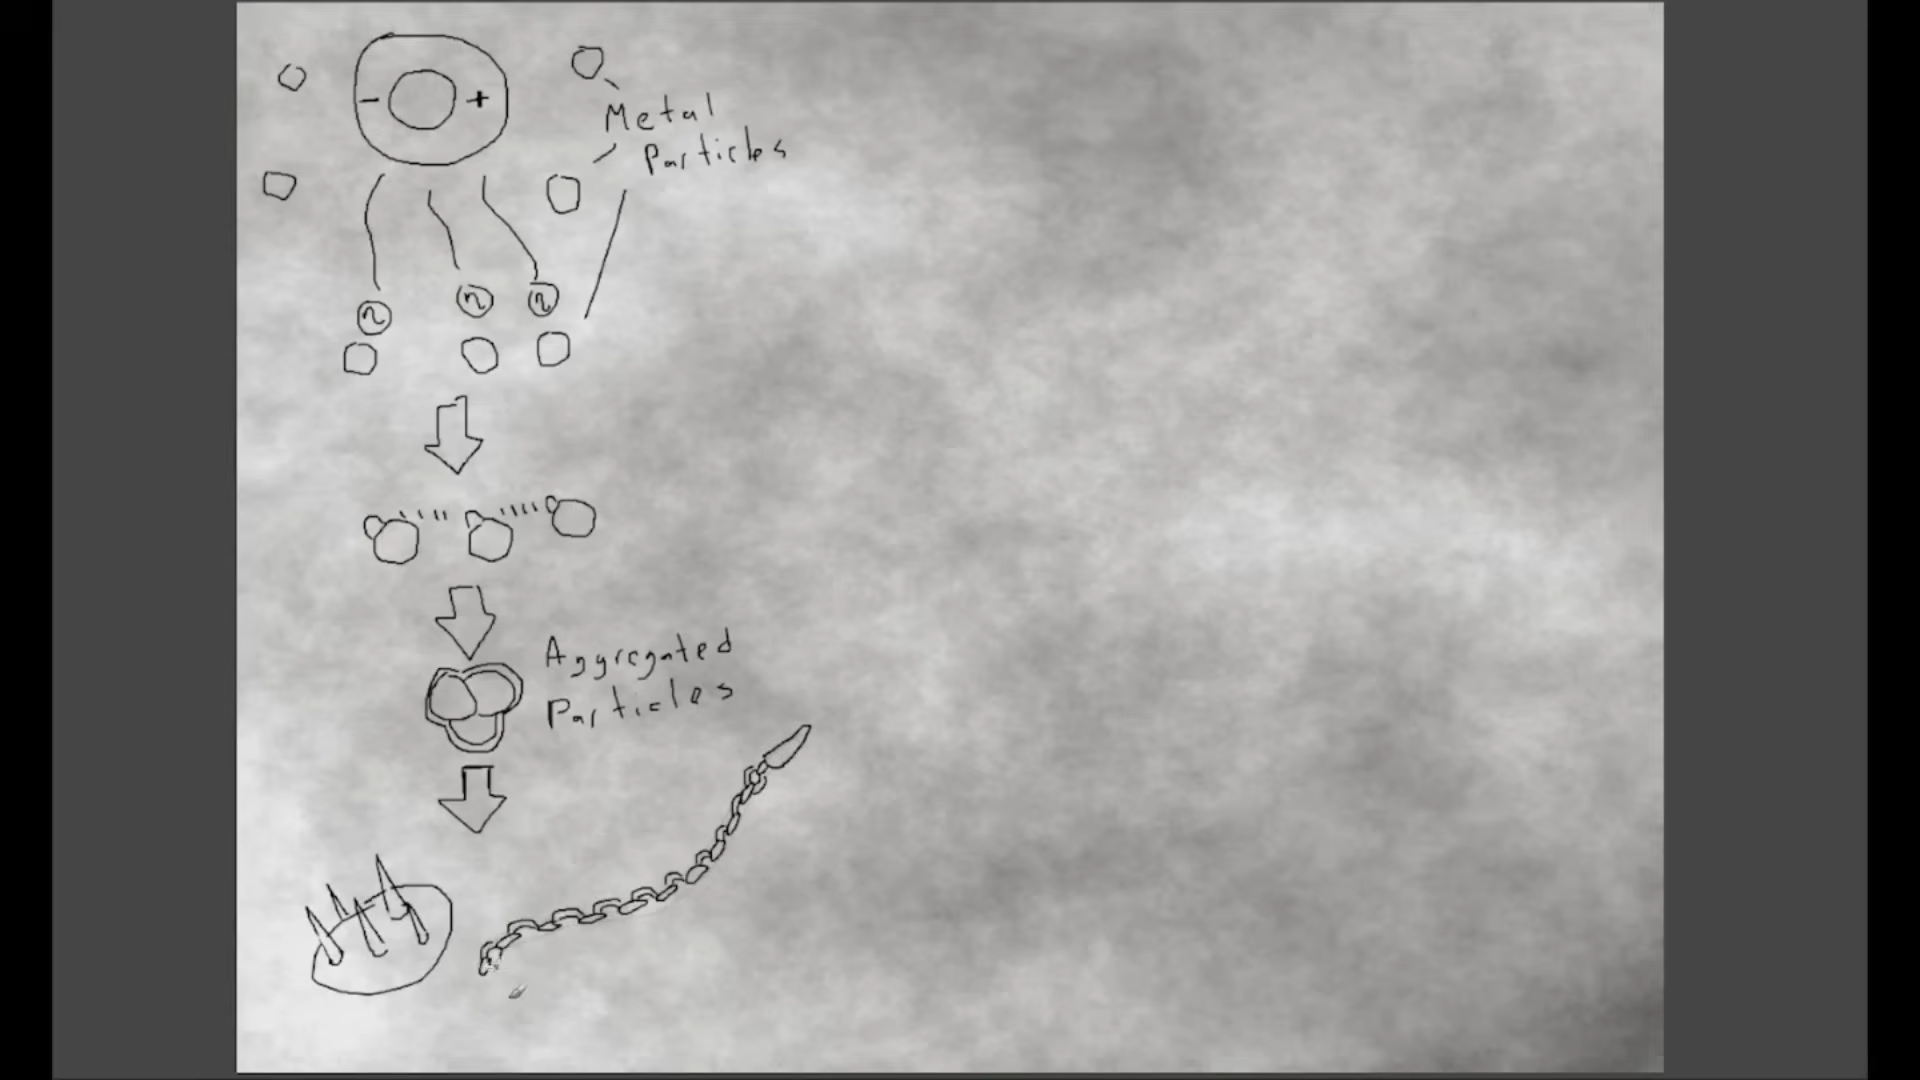 - +
Metal
Particles
n n n
Aggregated
Particles